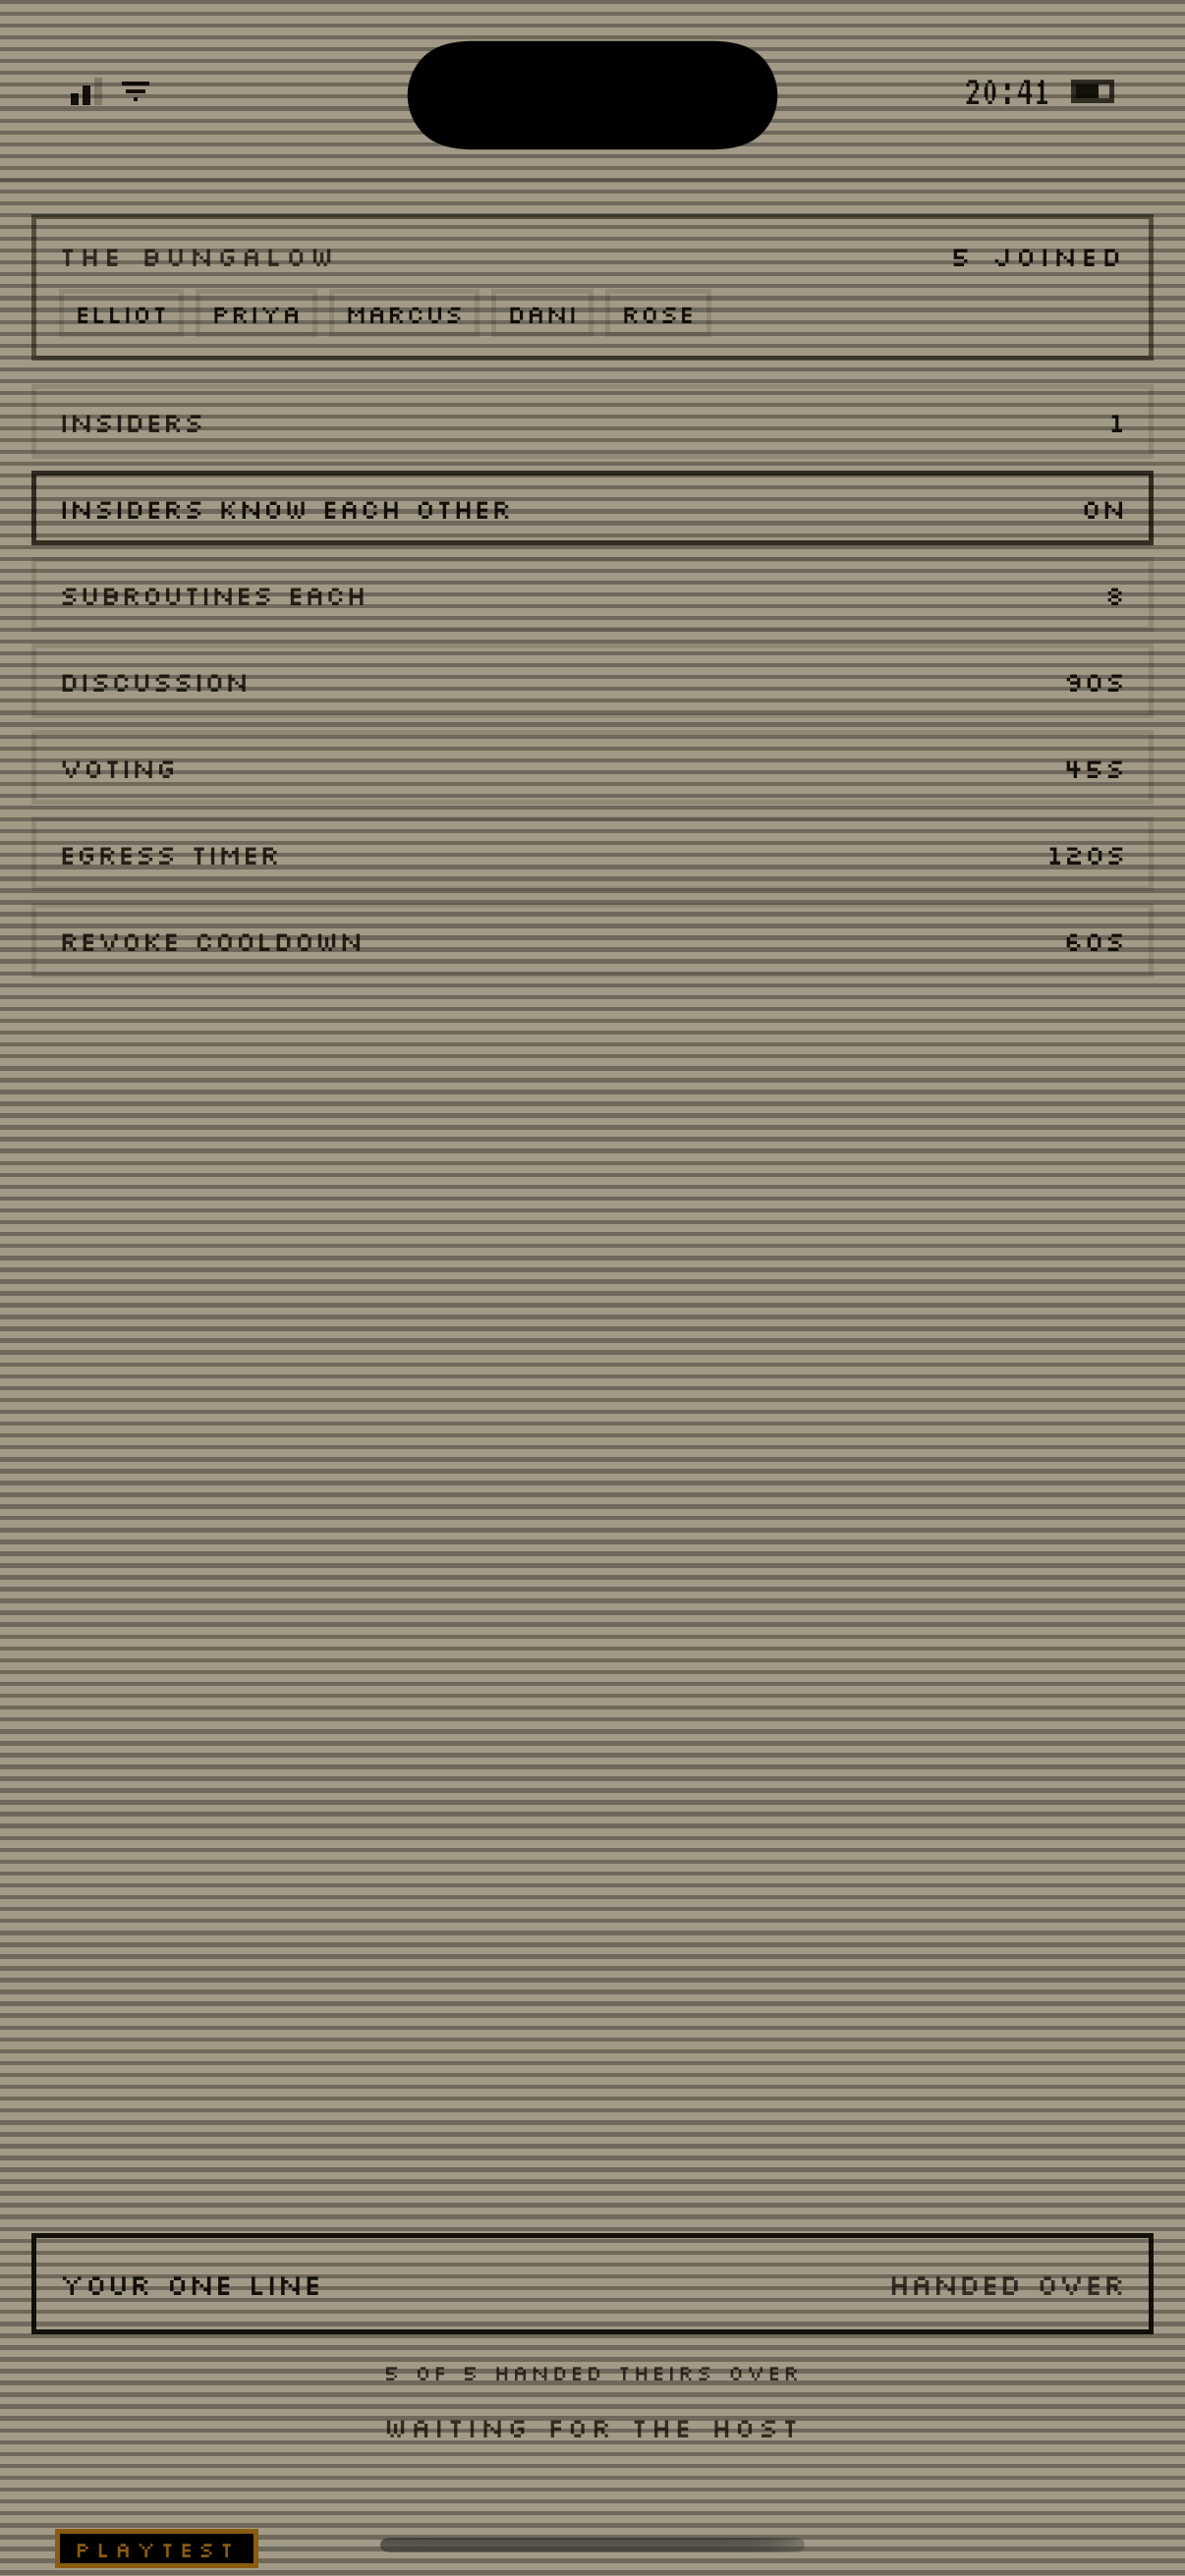 20:41
THE BUNGALOW 5 JOINED
ELLIOT PRIYA MARCUS DANI ROSE
INSIDERS 1
INSIDERS KNOW EACH OTHER ON
SUBROUTINES EACH 8
DISCUSSION 90S
VOTING 45S
EGRESS TIMER 120S
REVOKE COOLDOWN 60S
YOUR ONE LINE HANDED OVER
5 OF 5 HANDED THEIRS OVER
WAITING FOR THE HOST
PLAYTEST